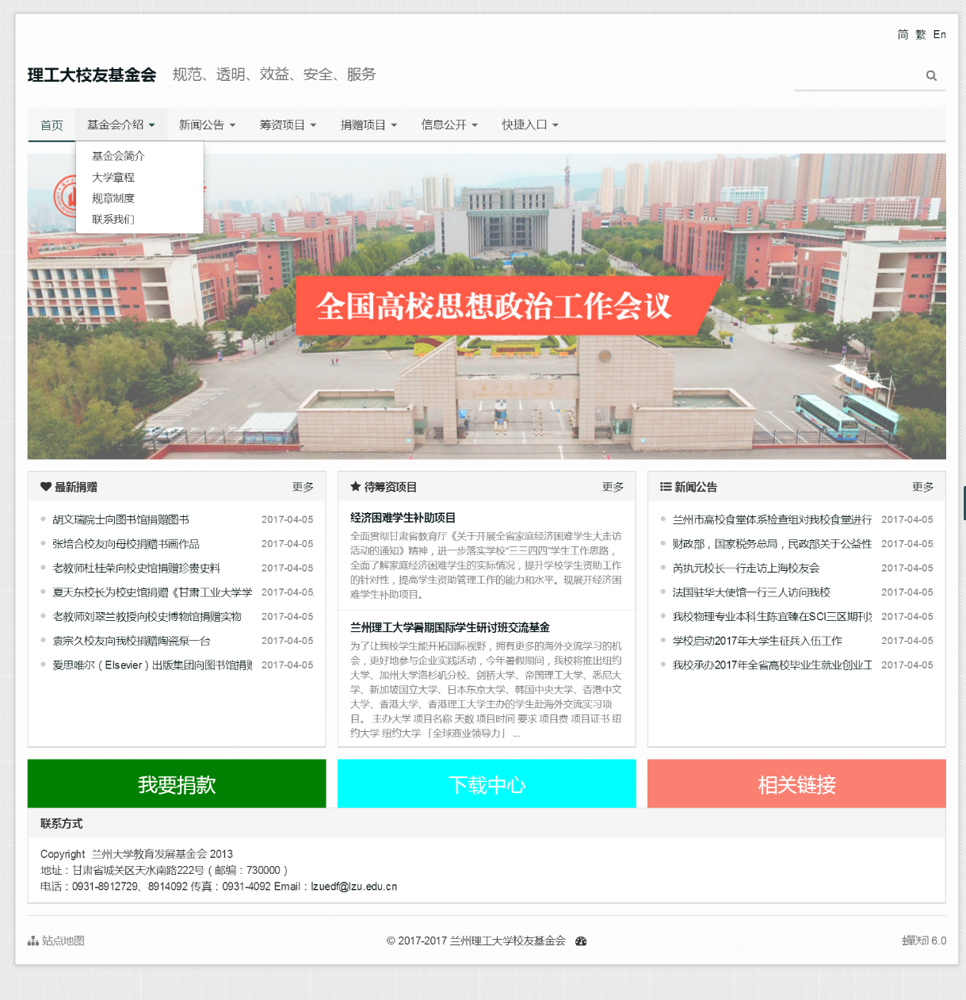 简 繁 En
理工大校友基金会 规范、透明、效益、安全、服务
首页 基金会介绍 新闻公告 筹资项目 捐赠项目 信息公开 快捷入口
基金会简介
大学章程
规章制度
联系我们
全国高校思想政治工作会议
最新捐赠 更多
胡文瑞院士向图书馆捐赠图书 2017-04-05
张培合校友向母校捐赠书画作品 2017-04-05
老教师杜桂荣向校史馆捐赠珍贵史料 2017-04-05
夏天东校长为校史馆捐赠《甘肃工业大学学 2017-04-05
老教师刘翠兰教授向校史博物馆捐赠实物 2017-04-05
袁宗久校友向我校捐赠陶瓷泵一台 2017-04-05
爱思唯尔（Elsevier）出版集团向图书馆捐赠 2017-04-05
待筹资项目 更多
经济困难学生补助项目
全面贯彻甘肃省教育厅《关于开展全省家庭经济困难学生大走访
活动的通知》精神，进一步落实学校“三三四四”学生工作思路，
全面了解家庭经济困难学生的实际情况，提升学校学生资助工作
的针对性，提高学生资助管理工作的能力和水平。现展开经济困
难学生补助项目。
兰州理工大学暑期国际学生研讨班交流基金
为了让我校学生能开拓国际视野，拥有更多的海外交流学习的机
会，更好地参与企业实践活动，今年暑假期间，我校将推出纽约
大学、加州大学洛杉矶分校、剑桥大学、帝国理工大学、悉尼大
学、新加坡国立大学、日本东京大学、韩国中央大学、香港中文
大学、香港大学、香港理工大学主办的学生赴海外交流实习项
目。 主办大学 项目名称 天数 项目时间 要求 项目费 项目证书 纽
约大学 纽约大学 「全球商业领导力」 ...
新闻公告 更多
兰州市高校食堂体系检查组对我校食堂进行 2017-04-05
财政部，国家税务总局，民政部关于公益性 2017-04-05
芮执元校长一行走访上海校友会 2017-04-05
法国驻华大使馆一行三人访问我校 2017-04-05
我校物理专业本科生陈宜臻在SCI三区期刊发 2017-04-05
学校启动2017年大学生征兵入伍工作 2017-04-05
我校承办2017年全省高校毕业生就业创业工 2017-04-05
我要捐款 下载中心 相关链接
联系方式
Copyright 兰州大学教育发展基金会 2013
地址：甘肃省城关区天水南路222号（邮编：730000）
电话：0931-8912729、8914092 传真：0931-4092 Email：lzuedf@lzu.edu.cn
站点地图 © 2017-2017 兰州理工大学校友基金会 蟬知 6.0